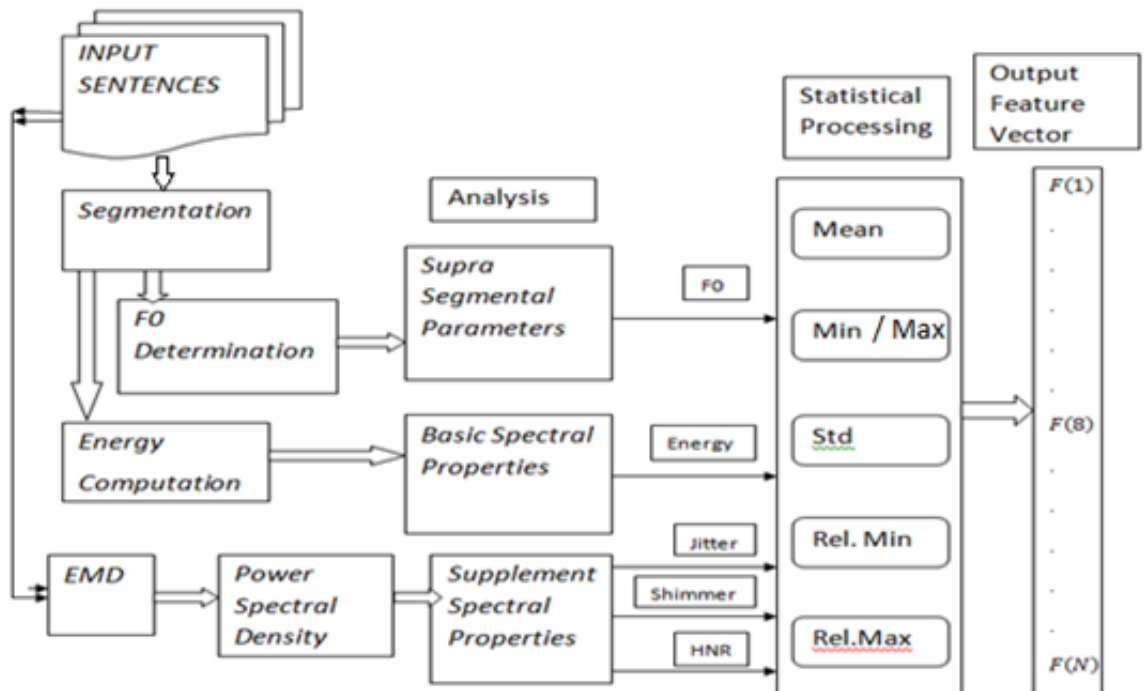 INPUT
SENTENCES
Segmentation
F0
Determination
Energy
Computation
EMD
Power
Spectral
Density
Analysis
Supra
Segmental
Parameters
Basic Spectral
Properties
Supplement
Spectral
Properties
F0
Energy
Jitter
Shimmer
HNR
Statistical
Processing
Mean
Min / Max
Std
Rel. Min
Rel.Max
Output
Feature
Vector
F(1)
.
.
.
.
.
F(8)
.
.
.
.
.
F(N)